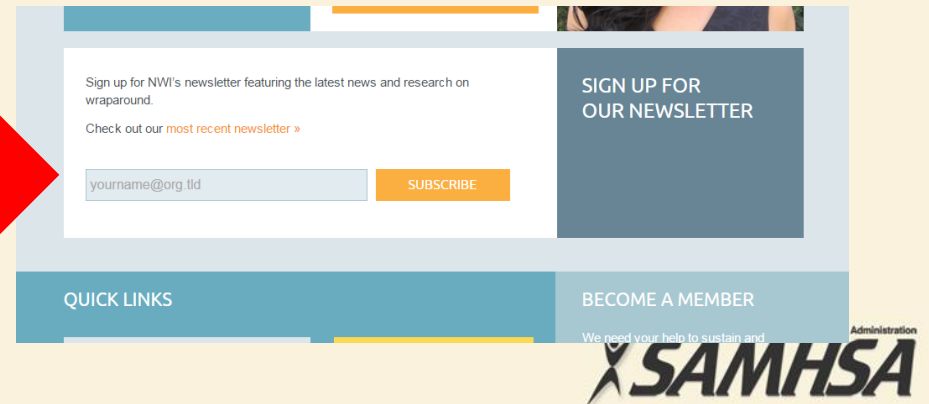 Sign up for NWI's newsletter featuring the latest news and research on
wraparound.
Check out our most recent newsletter »
yourname@org.tld
SUBSCRIBE
SIGN UP FOR
OUR NEWSLETTER
QUICK LINKS
BECOME A MEMBER
We need your help to sustain and
Administration
SAMHSA